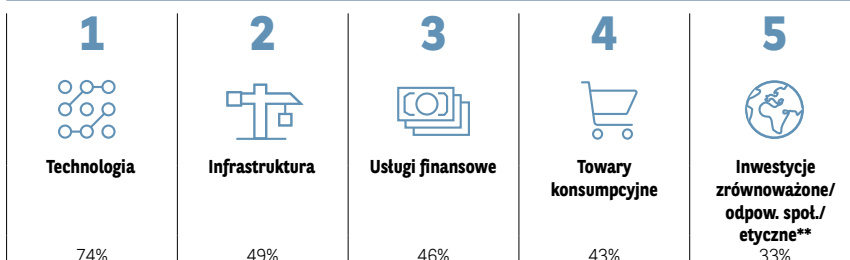 1
2
3
4
5
Technologia
Infrastruktura
Usługi finansowe
Towary
konsumpcyjne
Inwestycje
zrównoważone/
odpow. społ./
etyczne**
74%
49%
46%
43%
33%